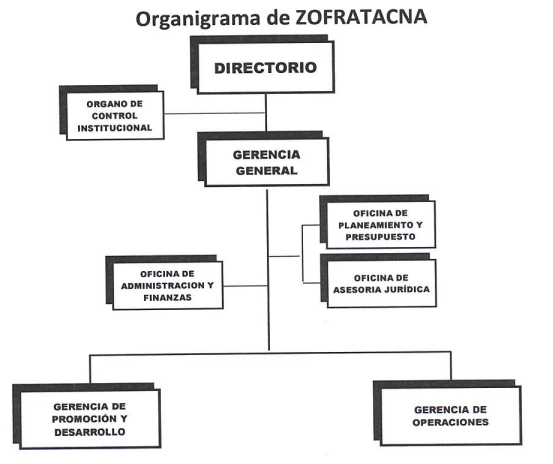 Organigrama de ZOFRATACNA
DIRECTORIO
ORGANO DE
CONTROL
INSTITUCIONAL
GERENCIA
GENERAL
OFICINA DE
PLANEAMIENTO Y
PRESUPUESTO
OFICINA DE
ADMINISTRACION Y
FINANZAS
OFICINA DE
ASESORIA JURÍDICA
GERENCIA DE
PROMOCIÓN Y
DESARROLLO
GERENCIA DE
OPERACIONES